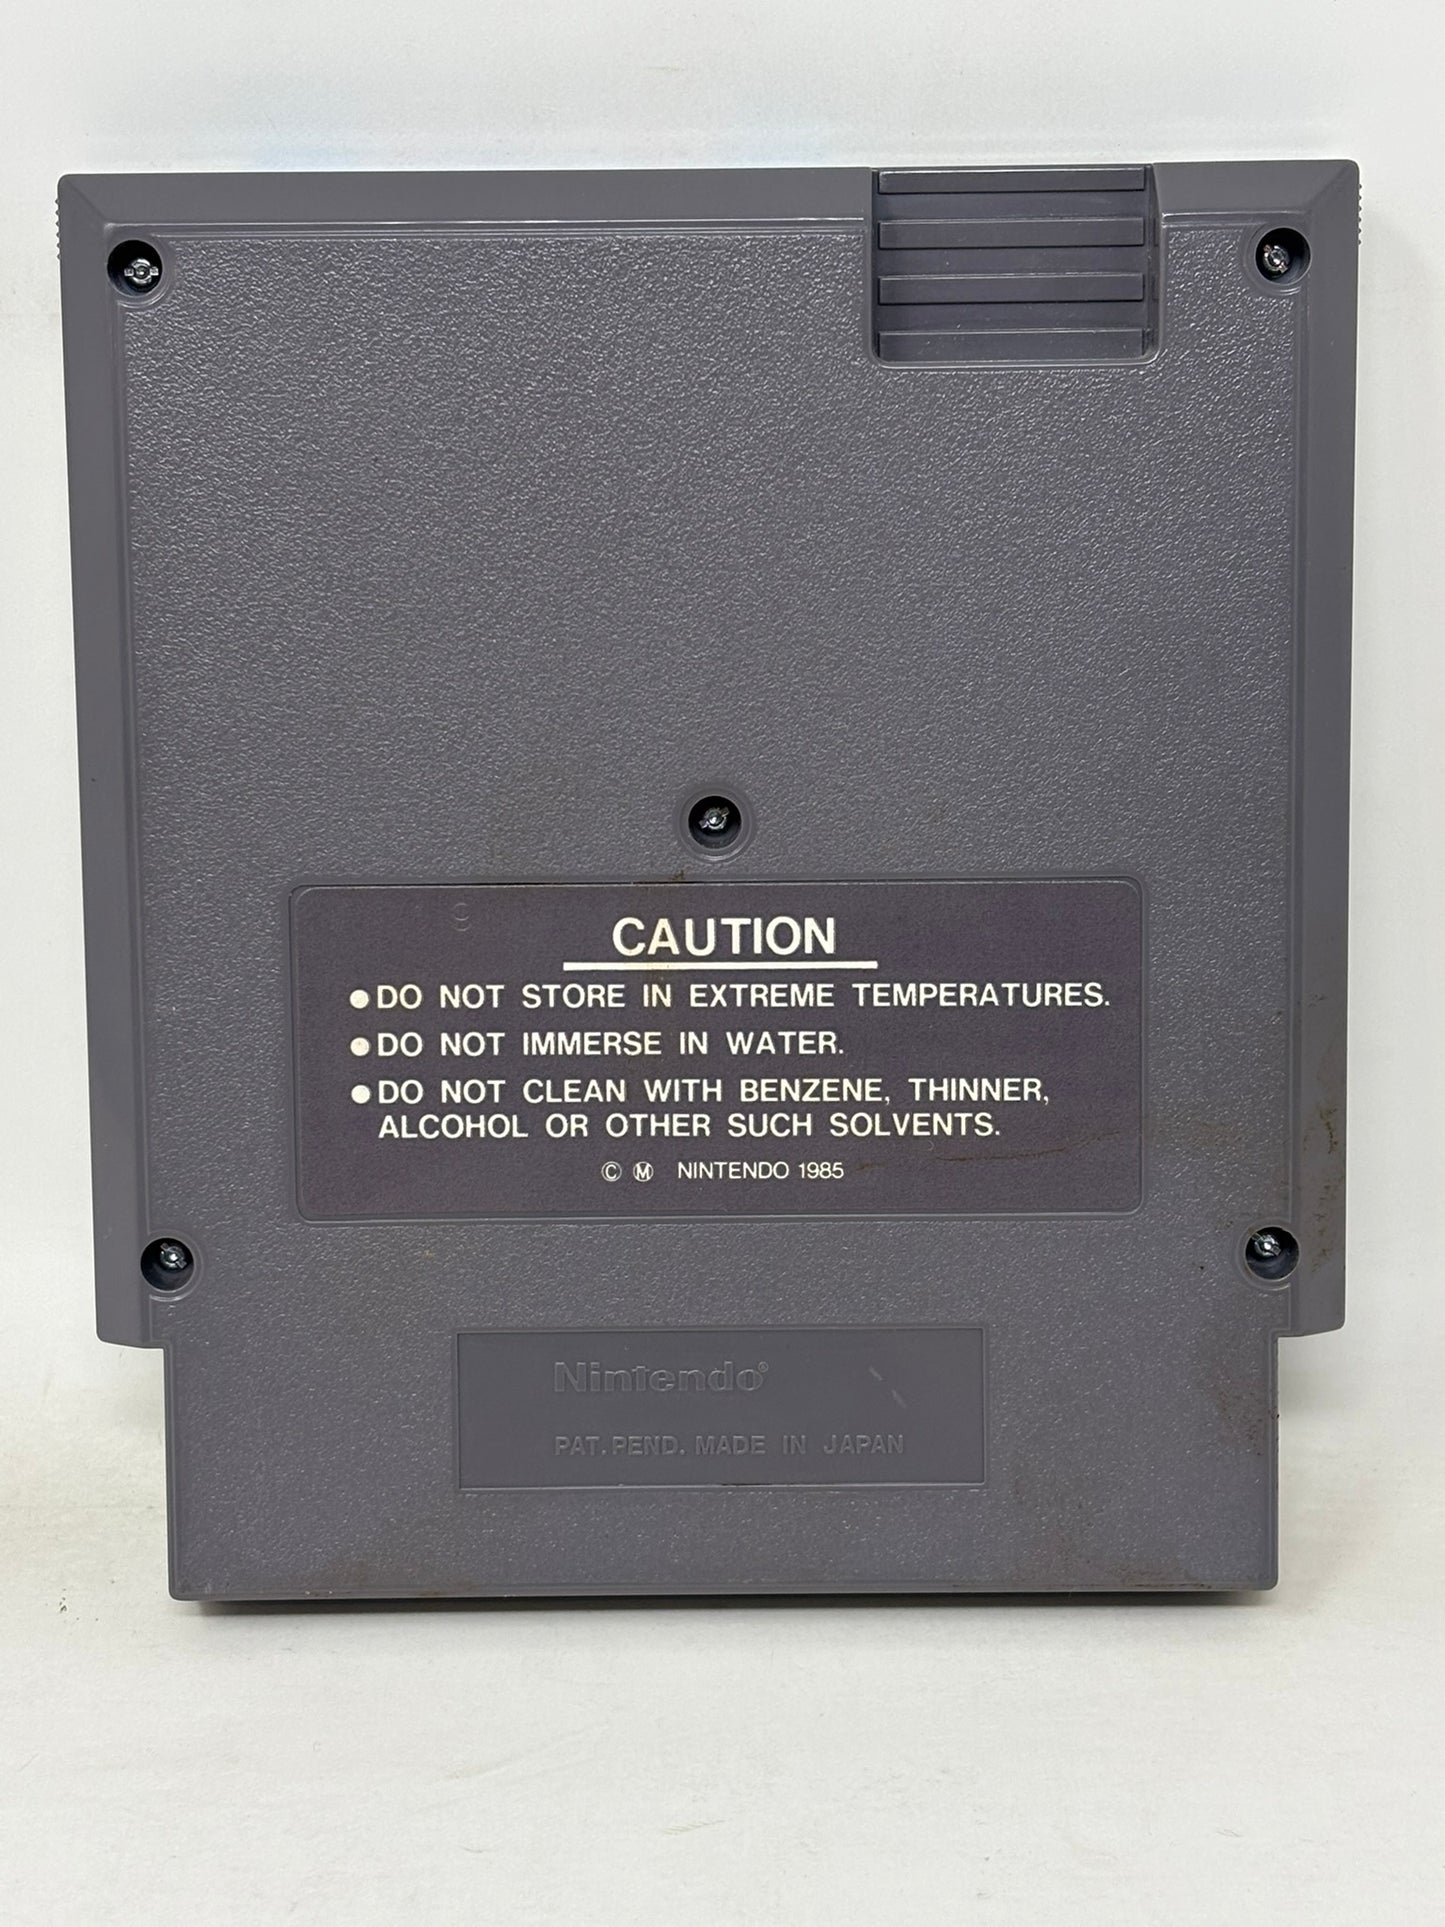 9
CAUTION
●DO NOT STORE IN EXTREME TEMPERATURES.
●DO NOT IMMERSE IN WATER.
●DO NOT CLEAN WITH BENZENE, THINNER,
ALCOHOL OR OTHER SUCH SOLVENTS.
Ⓒ Ⓜ NINTENDO 1985
Nintendo®
PAT. PEND. MADE IN JAPAN